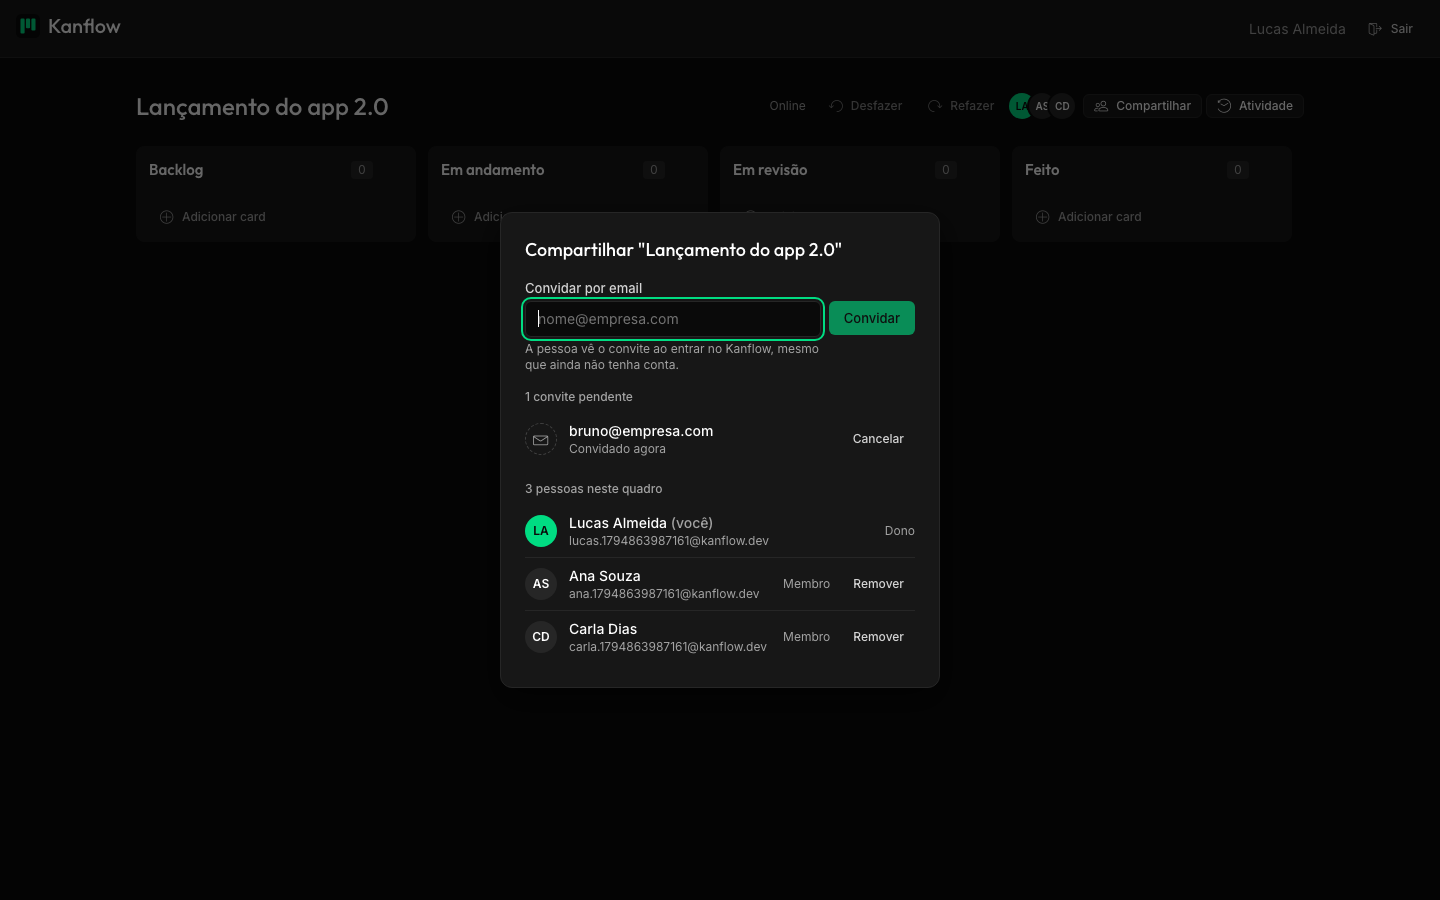 Kanflow
Lucas Almeida
Sair
Lançamento do app 2.0
Online
Desfazer
Refazer
LA
AS
CD
Compartilhar
Atividade
Backlog
0
Em andamento
0
Em revisão
0
Feito
0
Adicionar card
Adici
Adicionar card
Compartilhar "Lançamento do app 2.0"
Convidar por email
nome@empresa.com
Convidar
A pessoa vê o convite ao entrar no Kanflow, mesmo
que ainda não tenha conta.
1 convite pendente
bruno@empresa.com
Convidado agora
Cancelar
3 pessoas neste quadro
LA
Lucas Almeida (você)
lucas.1794863987161@kanflow.dev
Dono
AS
Ana Souza
ana.1794863987161@kanflow.dev
Membro
Remover
CD
Carla Dias
carla.1794863987161@kanflow.dev
Membro
Remover